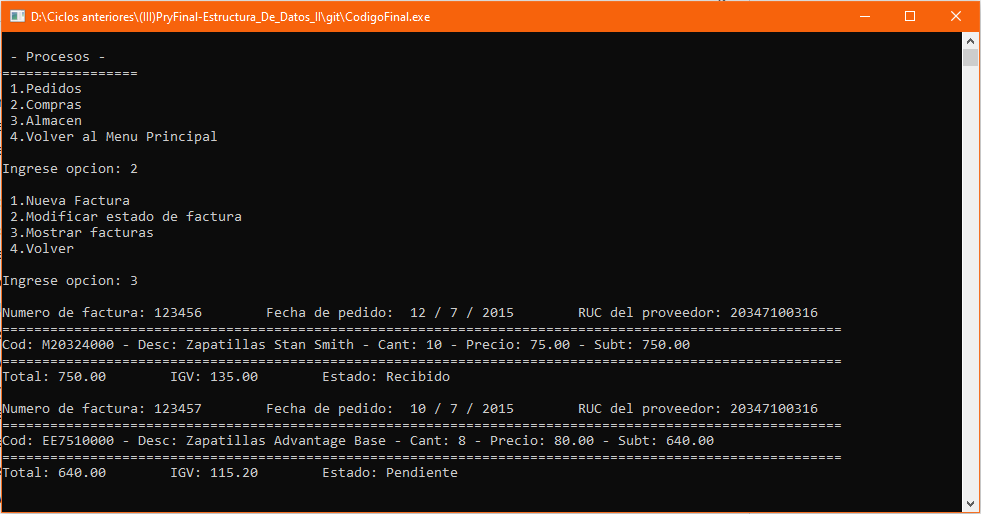 D:\Ciclos anteriores\(III)PryFinal-Estructura_De_Datos_II\git\CodigoFinal.exe
- Procesos -
=================
1.Pedidos
2.Compras
3.Almacen
4.Volver al Menu Principal
Ingrese opcion: 2
1.Nueva Factura
2.Modificar estado de factura
3.Mostrar facturas
4.Volver
Ingrese opcion: 3
Numero de factura: 123456        Fecha de pedido:  12 / 7 / 2015        RUC del proveedor: 20347100316
=========================================================================================================
Cod: M20324000 - Desc: Zapatillas Stan Smith - Cant: 10 - Precio: 75.00 - Subt: 750.00
=========================================================================================================
Total: 750.00        IGV: 135.00        Estado: Recibido
Numero de factura: 123457        Fecha de pedido:  10 / 7 / 2015        RUC del proveedor: 20347100316
=========================================================================================================
Cod: EE7510000 - Desc: Zapatillas Advantage Base - Cant: 8 - Precio: 80.00 - Subt: 640.00
=========================================================================================================
Total: 640.00        IGV: 115.20        Estado: Pendiente